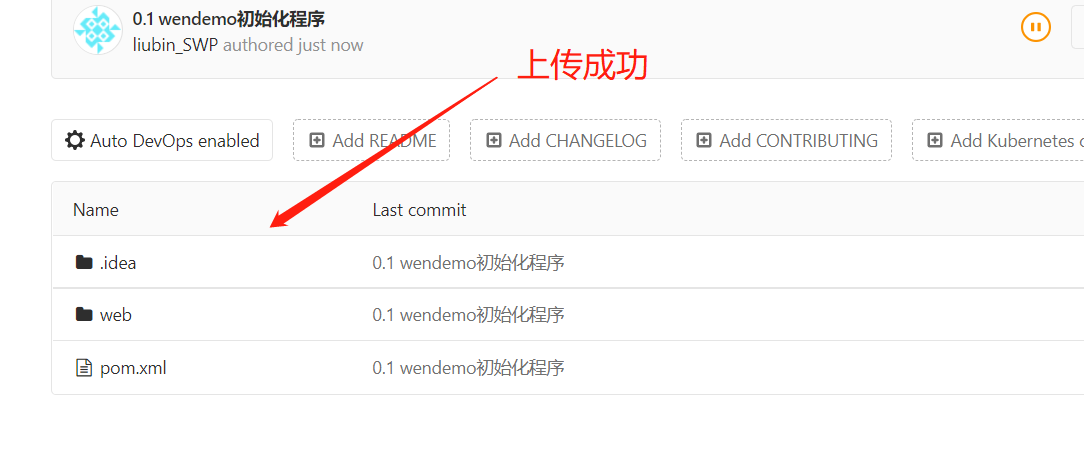 0.1 wendemo初始化程序
liubin_SWP authored just now
上传成功
Auto DevOps enabled
Add README
Add CHANGELOG
Add CONTRIBUTING
Add Kubernetes c
Name Last commit
.idea 0.1 wendemo初始化程序
web 0.1 wendemo初始化程序
pom.xml 0.1 wendemo初始化程序